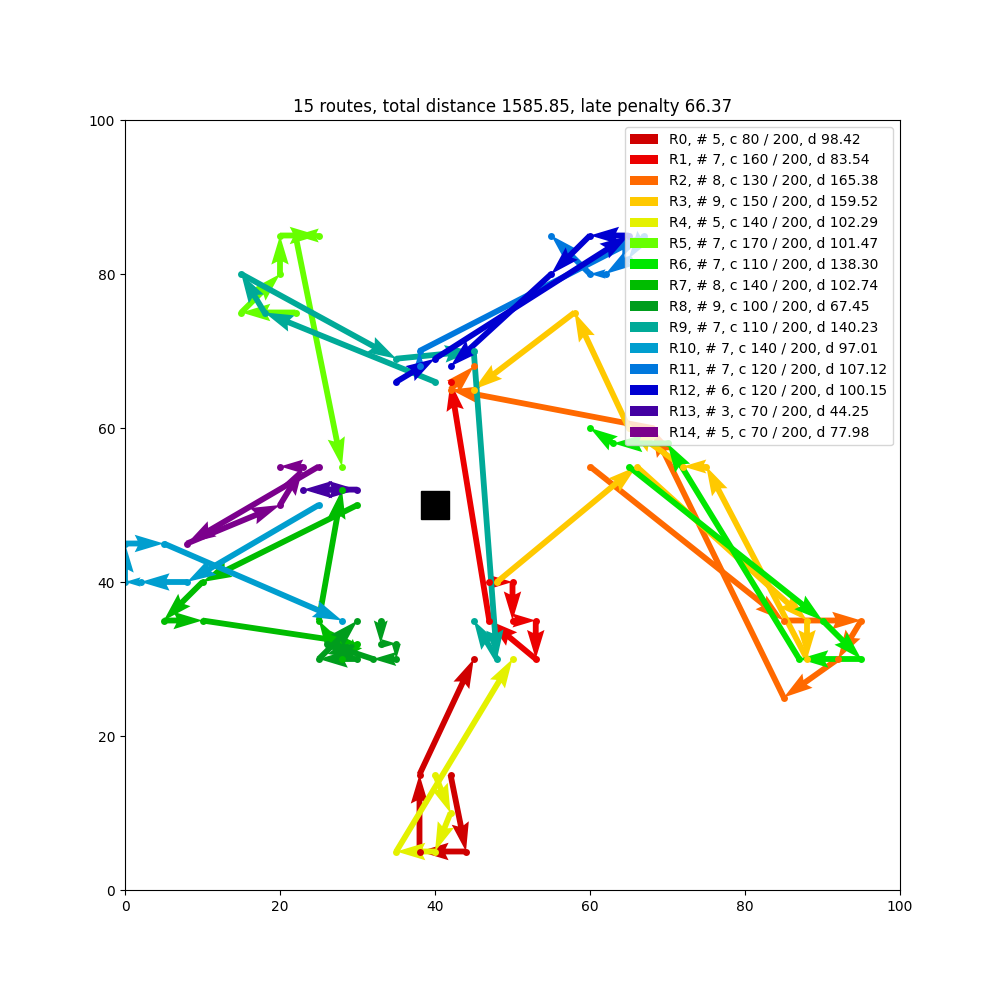 15 routes, total distance 1585.85, late penalty 66.37
100
80
60
40
20
0
0 20 40 60 80 100
R0, # 5, c 80 / 200, d 98.42
R1, # 7, c 160 / 200, d 83.54
R2, # 8, c 130 / 200, d 165.38
R3, # 9, c 150 / 200, d 159.52
R4, # 5, c 140 / 200, d 102.29
R5, # 7, c 170 / 200, d 101.47
R6, # 7, c 110 / 200, d 138.30
R7, # 8, c 140 / 200, d 102.74
R8, # 9, c 100 / 200, d 67.45
R9, # 7, c 110 / 200, d 140.23
R10, # 7, c 140 / 200, d 97.01
R11, # 7, c 120 / 200, d 107.12
R12, # 6, c 120 / 200, d 100.15
R13, # 3, c 70 / 200, d 44.25
R14, # 5, c 70 / 200, d 77.98